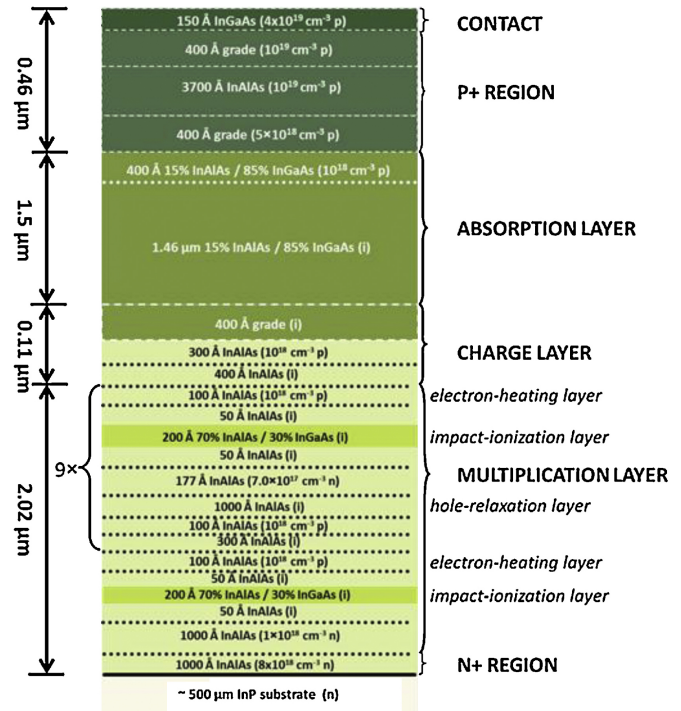 150 Å InGaAs (4x10¹⁹ cm⁻³ p)
CONTACT
400 Å grade (10¹⁹ cm⁻³ p)
0.46 µm
3700 Å InAlAs (10¹⁹ cm⁻³ p)
P+ REGION
400 Å grade (5×10¹⁸ cm⁻³ p)
400 Å 15% InAlAs / 85% InGaAs (10¹⁸ cm⁻³ p)
1.5 µm
ABSORPTION LAYER
1.46 µm 15% InAlAs / 85% InGaAs (i)
0.11 µm
400 Å grade (i)
300 Å InAlAs (10¹⁸ cm⁻³ p)
CHARGE LAYER
400 Å InAlAs (i)
100 Å InAlAs (10¹⁸ cm⁻³ p)
electron-heating layer
50 Å InAlAs (i)
200 Å 70% InAlAs / 30% InGaAs (i)
impact-ionization layer
50 Å InAlAs (i)
9×
177 Å InAlAs (7.0×10¹⁷ cm⁻³ n)
MULTIPLICATION LAYER
2.02 µm
1000 Å InAlAs (i)
hole-relaxation layer
100 Å InAlAs (10¹⁸ cm⁻³ p)
300 Å InAlAs (i)
100 Å InAlAs (10¹⁸ cm⁻³ p)
electron-heating layer
50 Å InAlAs (i)
200 Å 70% InAlAs / 30% InGaAs (i)
impact-ionization layer
50 Å InAlAs (i)
1000 Å InAlAs (1×10¹⁸ cm⁻³ n)
1000 Å InAlAs (8x10¹⁸ cm⁻³ n)
N+ REGION
~ 500 µm InP substrate (n)